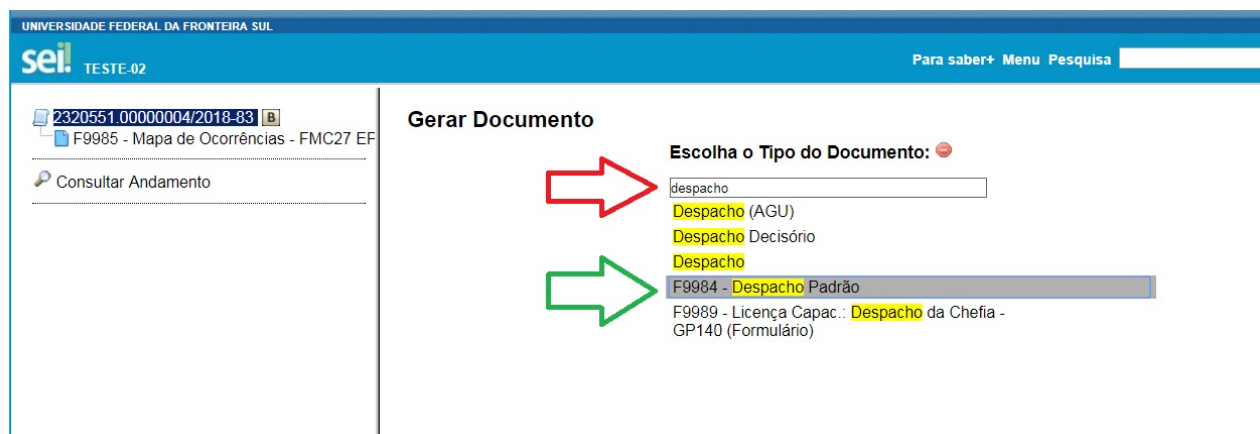 UNIVERSIDADE FEDERAL DA FRONTEIRA SUL
sei! TESTE-02
Para saber+ Menu Pesquisa
2320551.00000004/2018-83 B
F9985 - Mapa de Ocorrências - FMC27 EF
Consultar Andamento
Gerar Documento
Escolha o Tipo do Documento:
despacho
Despacho (AGU)
Despacho Decisório
Despacho
F9984 - Despacho Padrão
F9989 - Licença Capac.: Despacho da Chefia -
GP140 (Formulário)